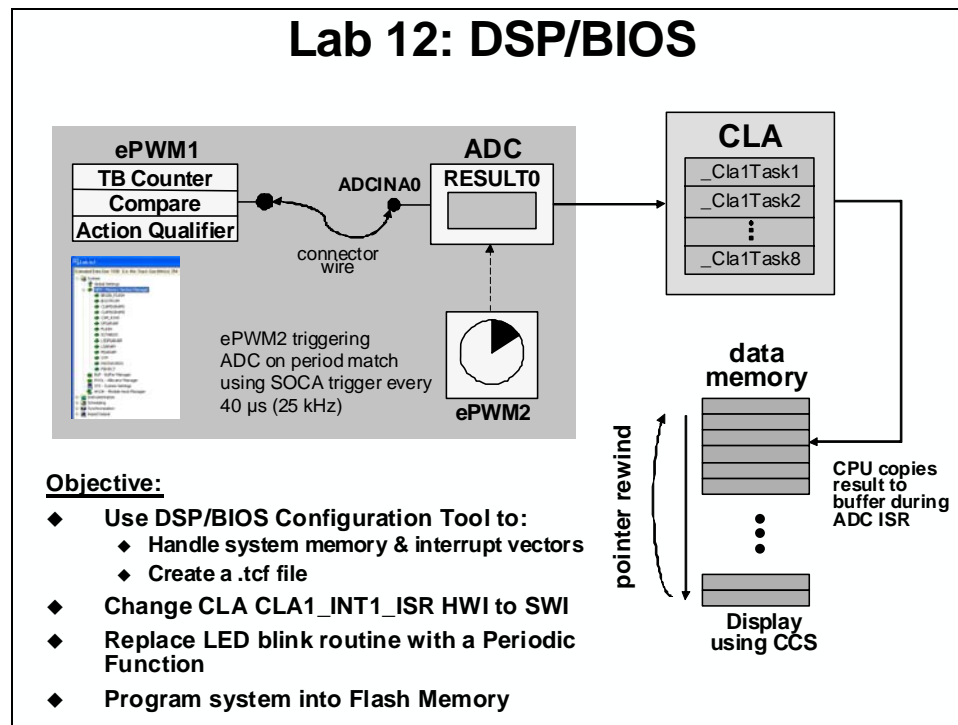 Lab 12: DSP/BIOS
ePWM1
TB Counter
Compare
Action Qualifier
connector
wire
ADCINA0
ADC
RESULT0
CLA
_Cla1Task1
_Cla1Task2
_Cla1Task8
ePWM2 triggering
ADC on period match
using SOCA trigger every
40 µs (25 kHz)
ePWM2
data
memory
pointer rewind
CPU copies
result to
buffer during
ADC ISR
Display
using CCS
Objective:
◆ Use DSP/BIOS Configuration Tool to:
◆ Handle system memory & interrupt vectors
◆ Create a .tcf file
◆ Change CLA CLA1_INT1_ISR HWI to SWI
◆ Replace LED blink routine with a Periodic
Function
◆ Program system into Flash Memory